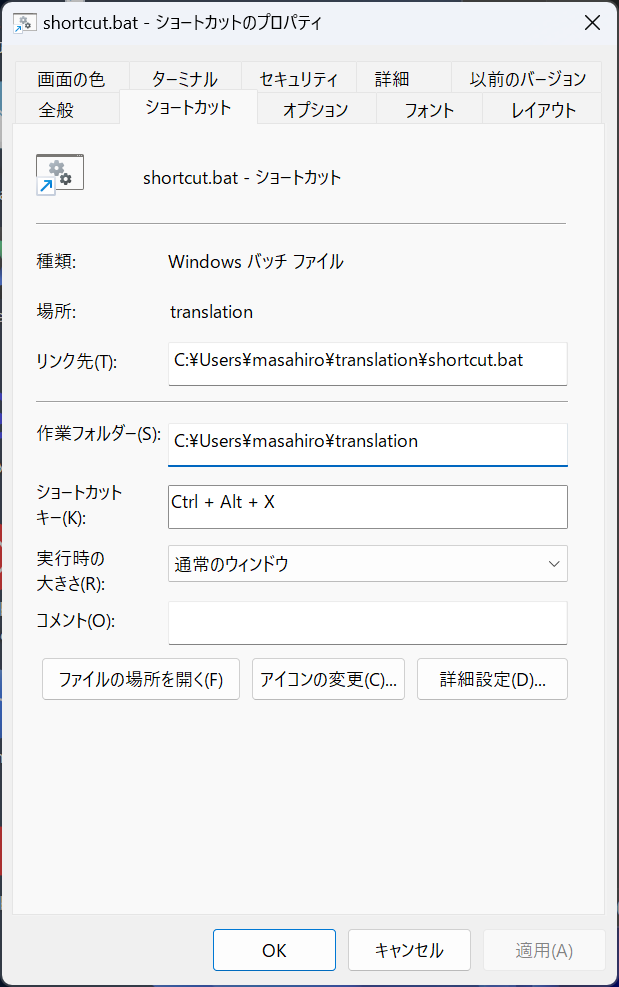 shortcut.bat - ショートカットのプロパティ
画面の色 ターミナル セキュリティ 詳細 以前のバージョン
全般 ショートカット オプション フォント レイアウト
shortcut.bat - ショートカット
種類: Windows バッチ ファイル
場所: translation
リンク先(T): C:¥Users¥masahiro¥translation¥shortcut.bat
作業フォルダー(S): C:¥Users¥masahiro¥translation
ショートカット
キー(K): Ctrl + Alt + X
実行時の
大きさ(R): 通常のウィンドウ
コメント(O):
ファイルの場所を開く(F) アイコンの変更(C)... 詳細設定(D)...
OK キャンセル 適用(A)